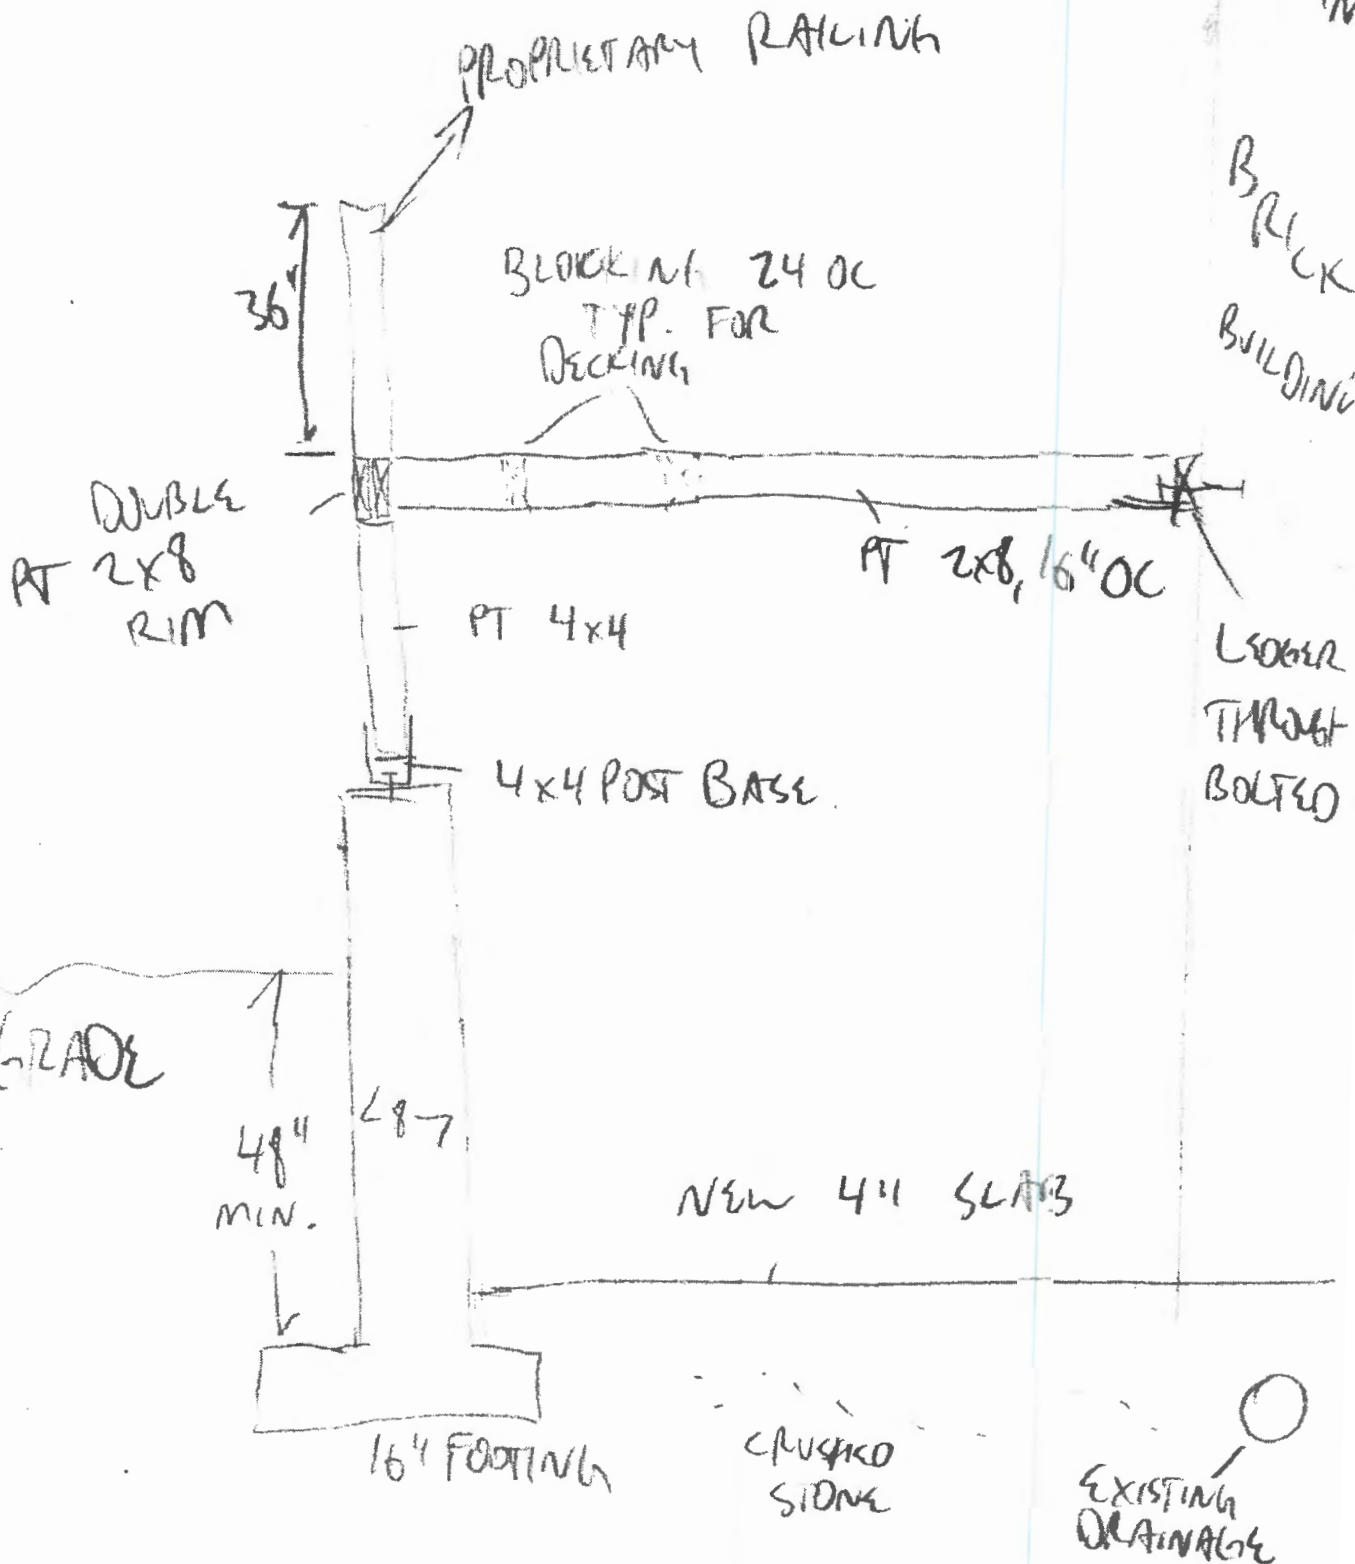 PROPRIETARY RAILING
BRICK
BUILDING
36"
BLOCKING 24 OC
TYP. FOR
DECKING
DOUBLE
PT 2x8
RIM
PT 2x8, 16" OC
PT 4x4
LEDGER
THROUGH
BOLTED
4x4 POST BASE
GRADE
48"
MIN.
8
NEW 4" SLAB
16" FOOTING
CRUSHED
STONE
EXISTING
DRAINAGE